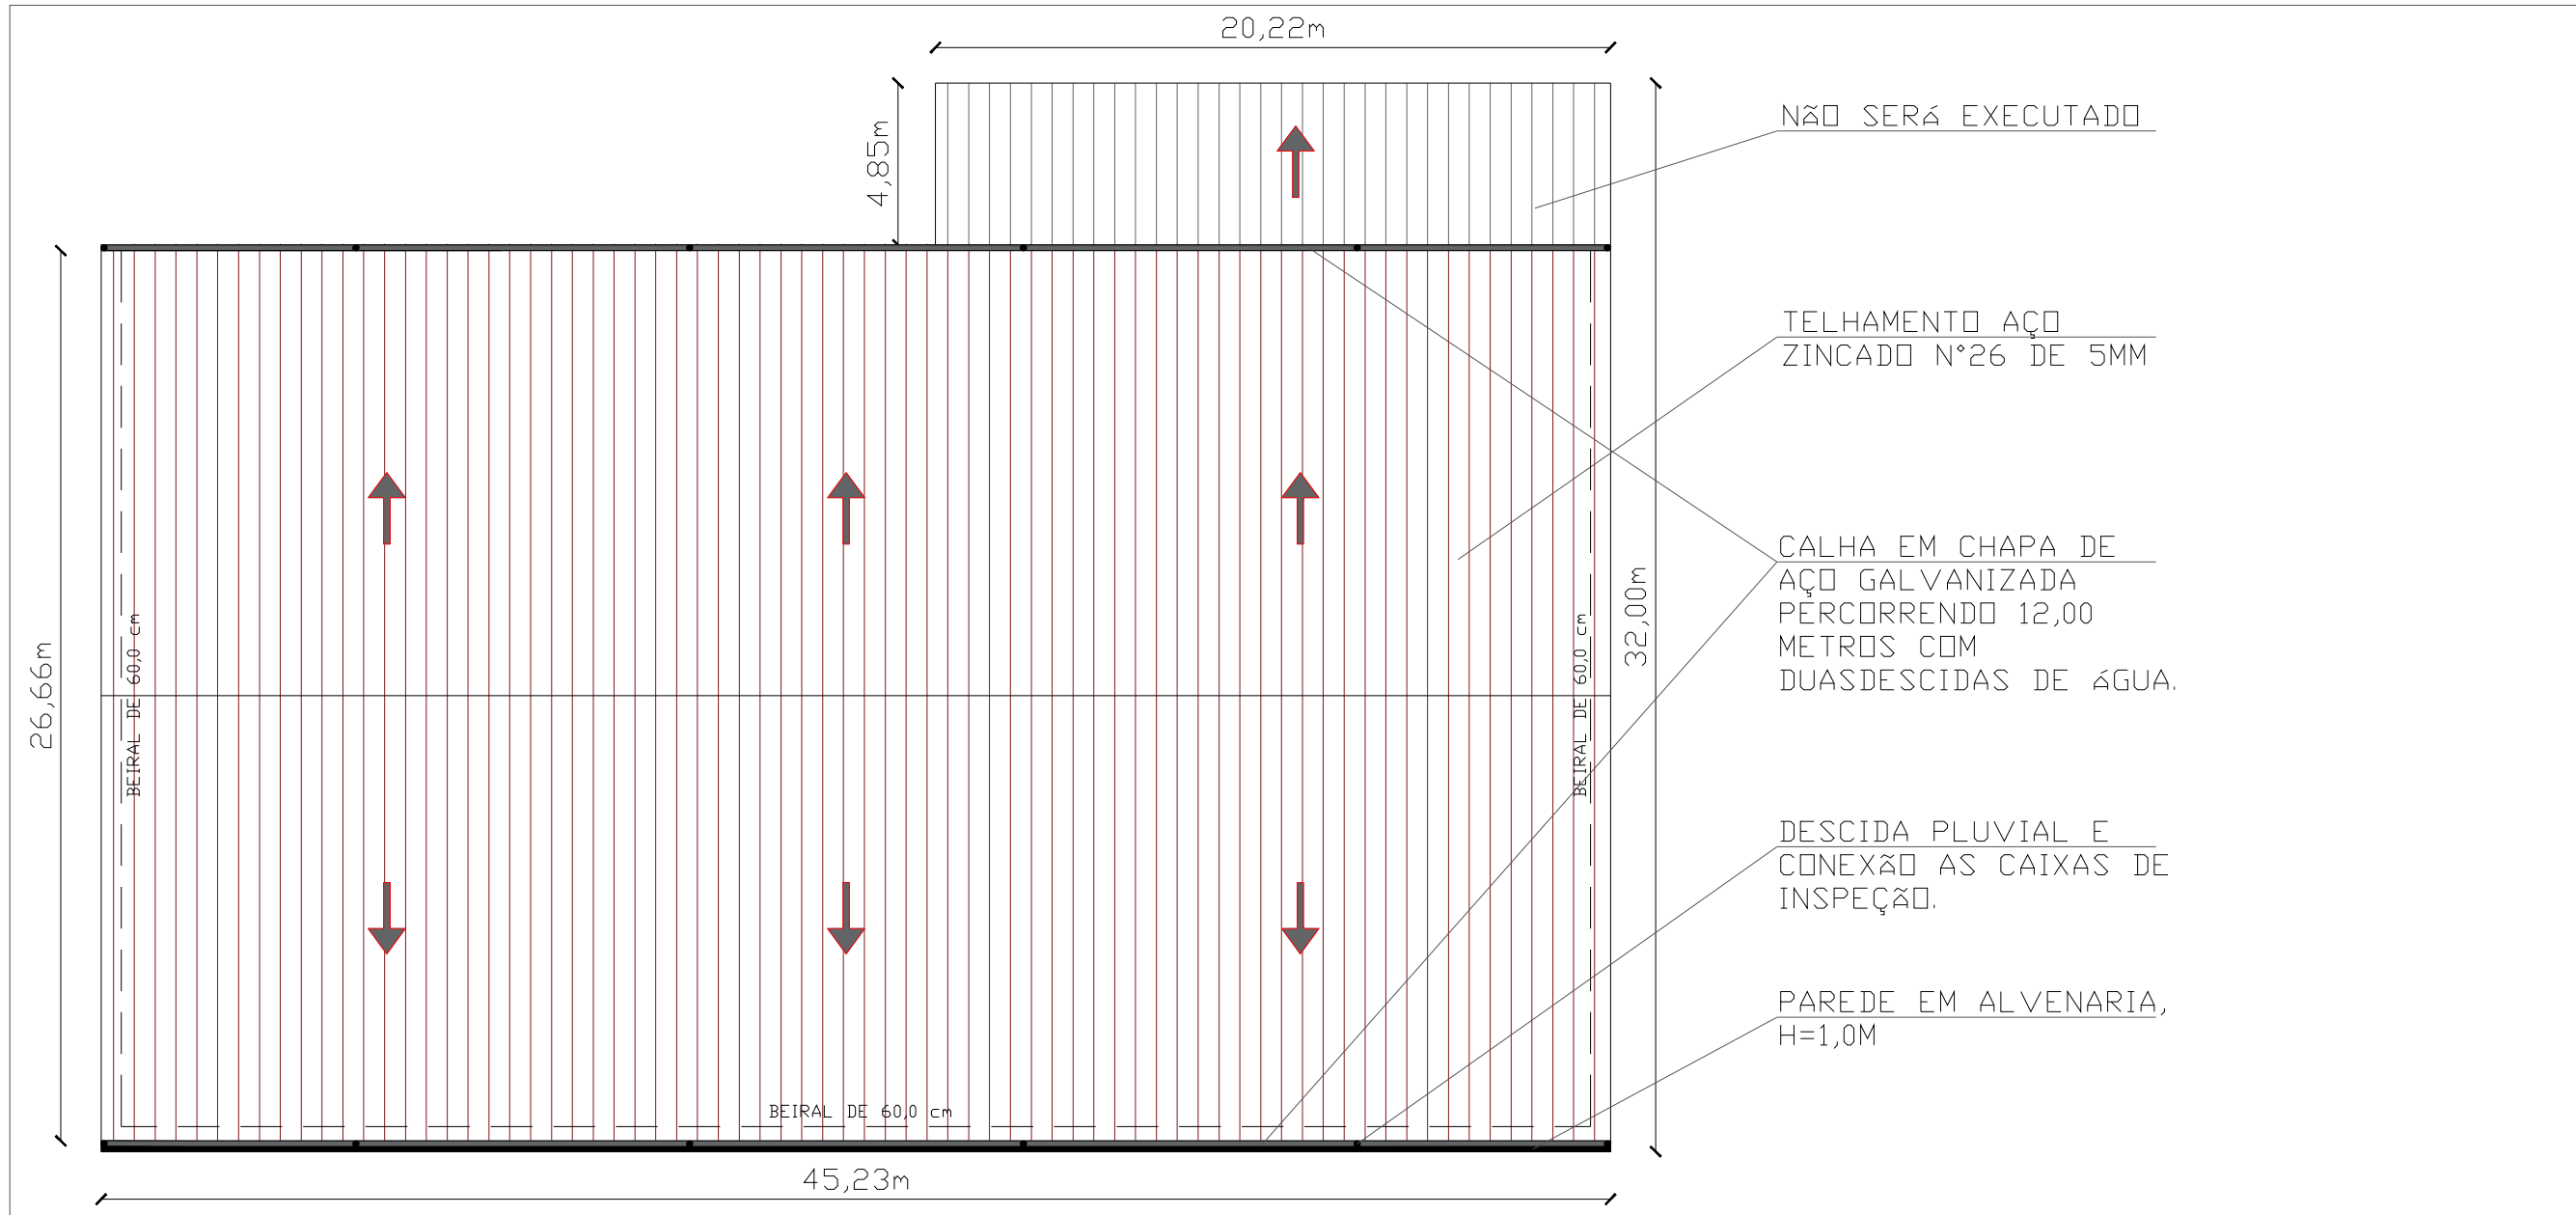 20,22m
4,85m
NãO SERá EXECUTADO
TELHAMENTO AÇO
ZINCADO N°26 DE 5MM
CALHA EM CHAPA DE
AÇO GALVANIZADA
PERCORRENDO 12,00
METROS COM
DUASDESCIDAS DE áGUA.
32,00m
26,66m
BEIRAL DE 60,0 cm
BEIRAL DE 60,0 cm
DESCIDA PLUVIAL E
CONEXãO AS CAIXAS DE
INSPEÇãO.
PAREDE EM ALVENARIA,
H=1,0M
BEIRAL DE 60,0 cm
45,23m